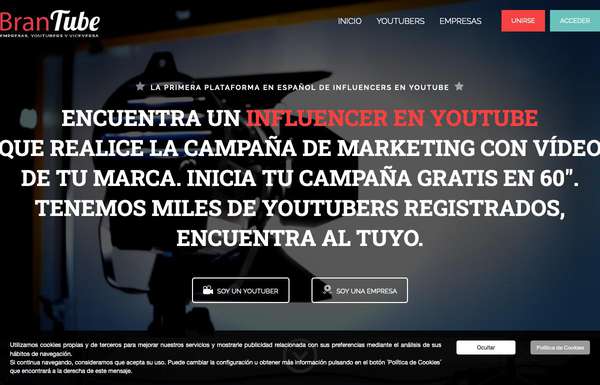 BranTube
EMPRESAS, YOUTUBERS Y VICEVERSA
INICIO YOUTUBERS EMPRESAS UNIRSE ACCEDER
LA PRIMERA PLATAFORMA EN ESPAÑOL DE INFLUENCERS EN YOUTUBE
ENCUENTRA UN INFLUENCER EN YOUTUBE
QUE REALICE LA CAMPAÑA DE MARKETING CON VÍDEO
DE TU MARCA. INICIA TU CAMPAÑA GRATIS EN 60".
TENEMOS MILES DE YOUTUBERS REGISTRADOS,
ENCUENTRA AL TUYO.
SOY UN YOUTUBER SOY UNA EMPRESA
Utilizamos cookies propias y de terceros para mejorar nuestros servicios y mostrarle publicidad relacionada con sus preferencias mediante el análisis de sus
hábitos de navegación.
Si continua navegando, consideramos que acepta su uso. Puede cambiar la configuración u obtener más información pulsando en el botón ´Política de Cookies´
que encontrará a la derecha de este mensaje.
Ocultar Política de Cookies